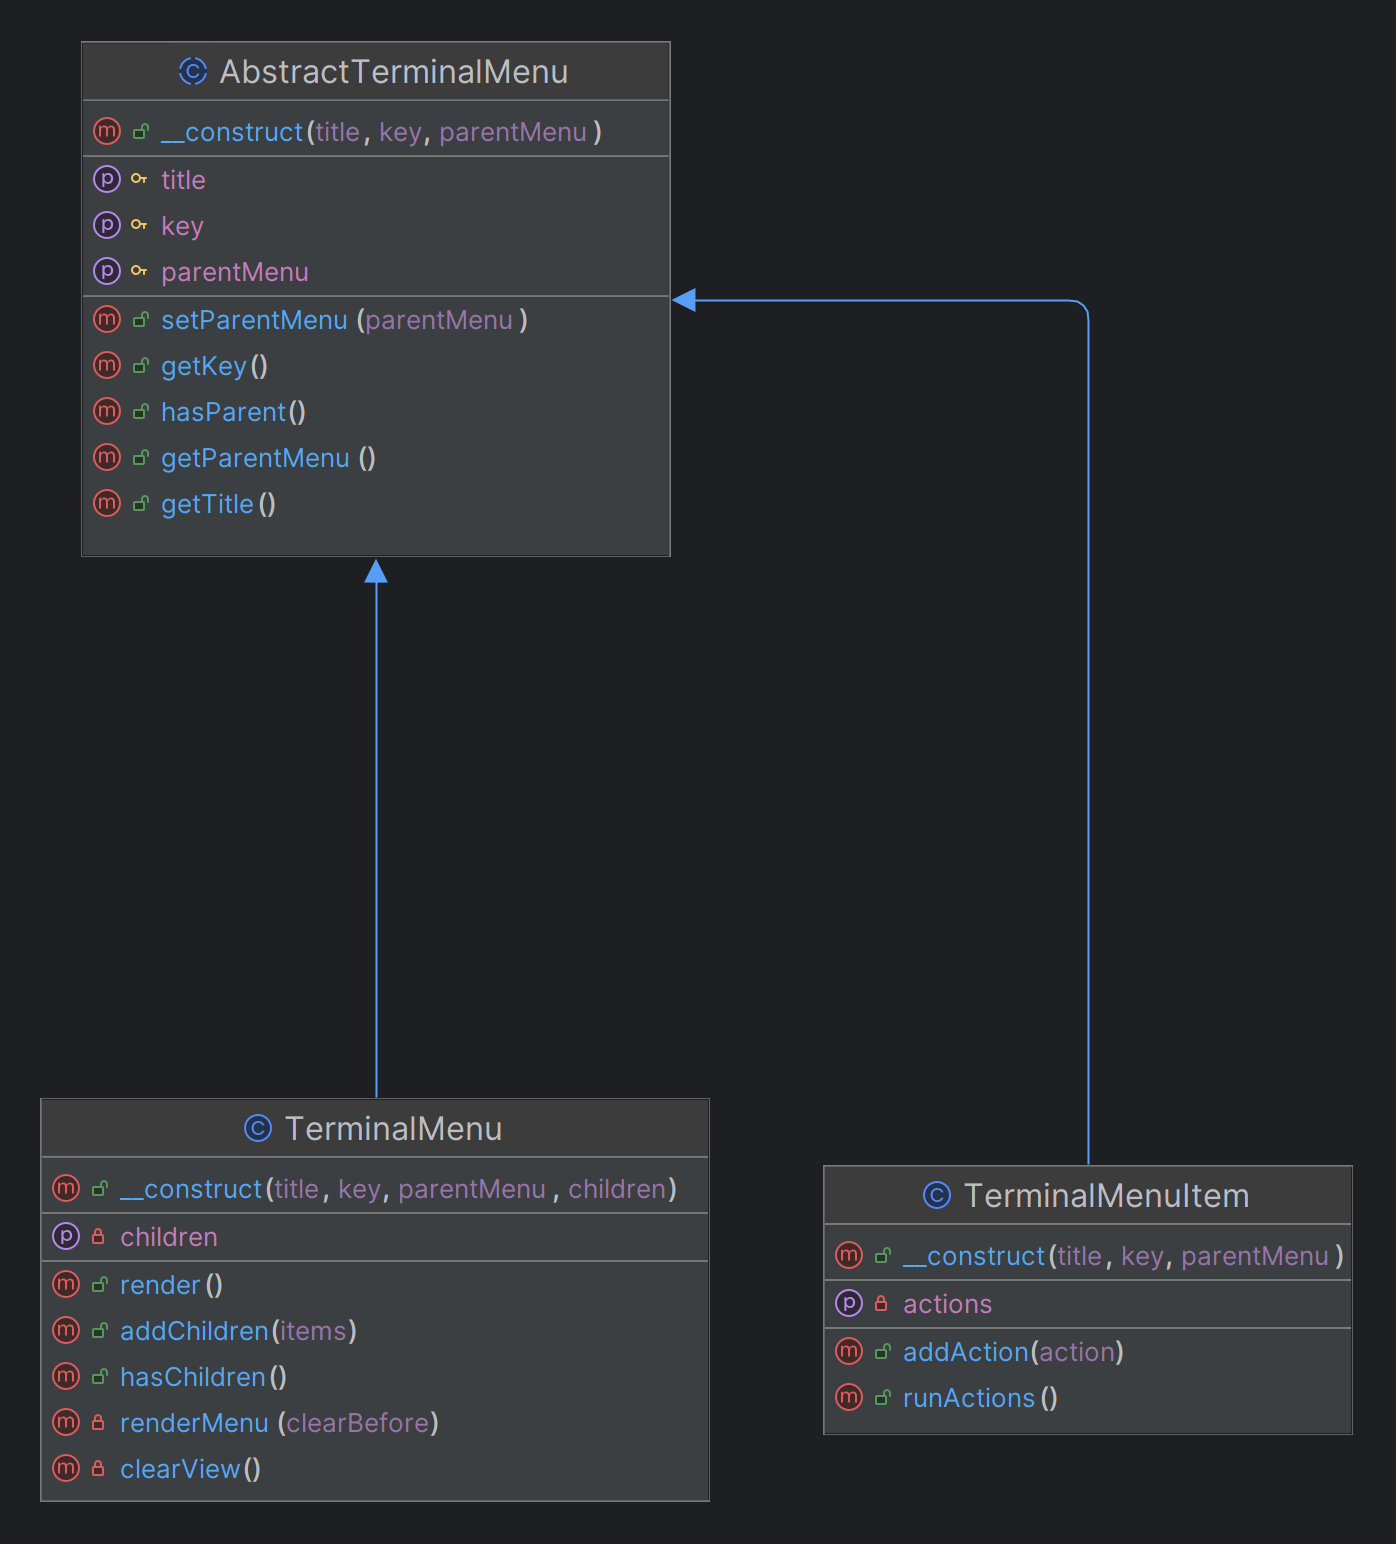 AbstractTerminalMenu
__construct(title, key, parentMenu)
title
key
parentMenu
setParentMenu(parentMenu)
getKey()
hasParent()
getParentMenu()
getTitle()
TerminalMenu
__construct(title, key, parentMenu, children)
children
render()
addChildren(items)
hasChildren()
renderMenu(clearBefore)
clearView()
TerminalMenuItem
__construct(title, key, parentMenu)
actions
addAction(action)
runActions()